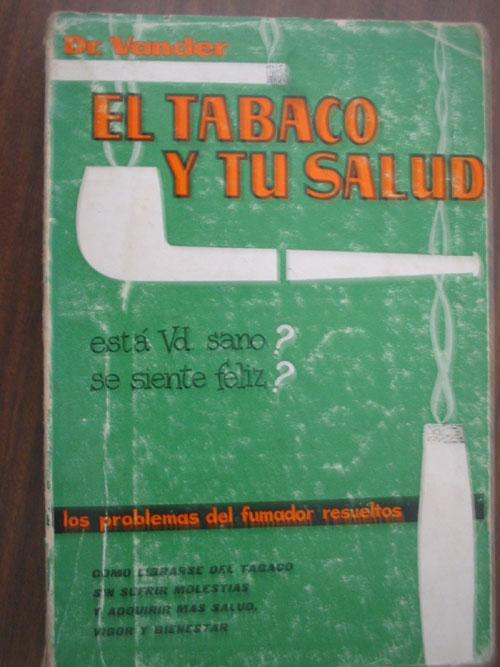 Dr. Vander
EL TABACO
Y TU SALUD
está Vd sano?
se siente feliz?
los problemas del fumador resueltos
COMO LIBRARSE DEL TABACO
SIN SUFRIR MOLESTIAS
Y ADQUIRIR MAS SALUD,
VIGOR Y BIENESTAR